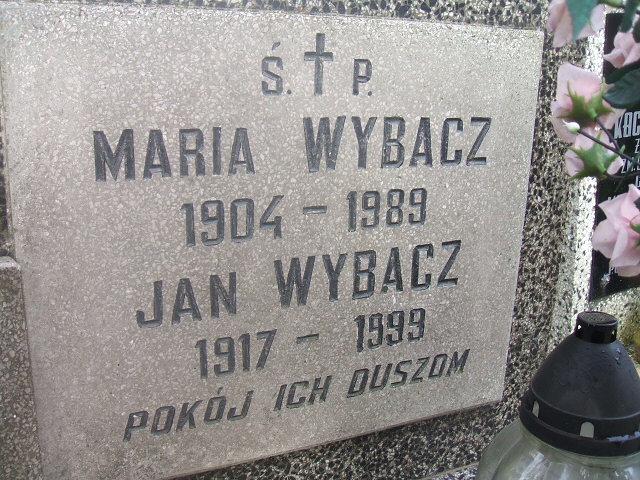 Ś. † P.
MARIA WYBACZ
1904 - 1989
JAN WYBACZ
1917 - 1999
POKÓJ ICH DUSZOM